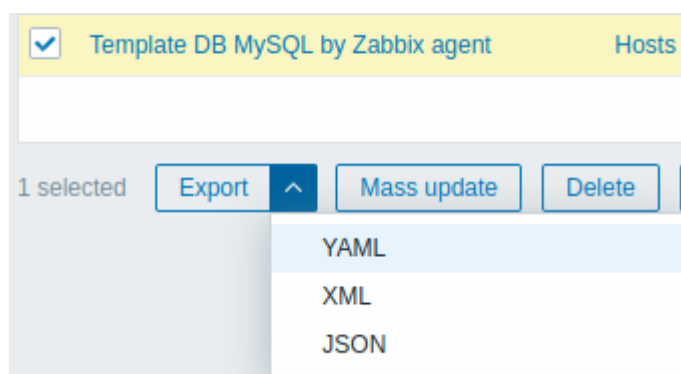 Template DB MySQL by Zabbix agent Hosts
1 selected Export Mass update Delete
YAML
XML
JSON